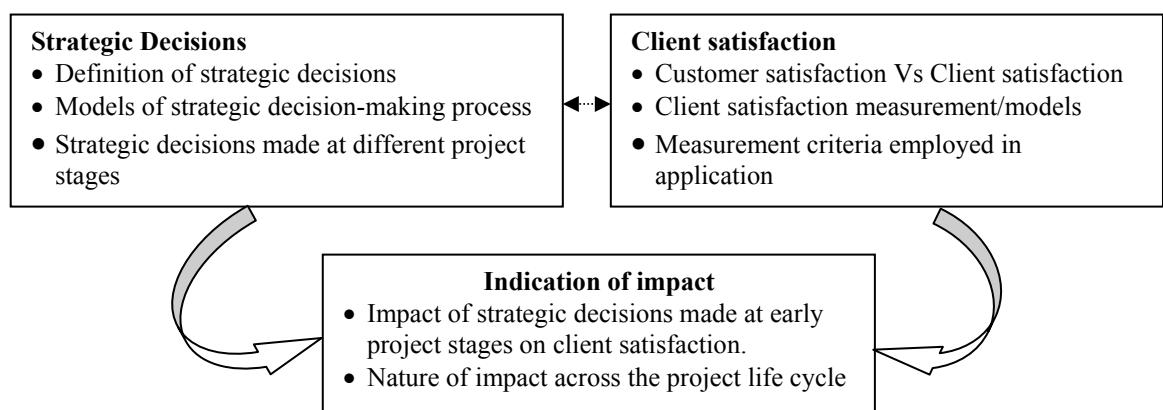 Strategic Decisions
• Definition of strategic decisions
• Models of strategic decision-making process
• Strategic decisions made at different project
stages
Client satisfaction
• Customer satisfaction Vs Client satisfaction
• Client satisfaction measurement/models
• Measurement criteria employed in
application
Indication of impact
• Impact of strategic decisions made at early
project stages on client satisfaction.
• Nature of impact across the project life cycle